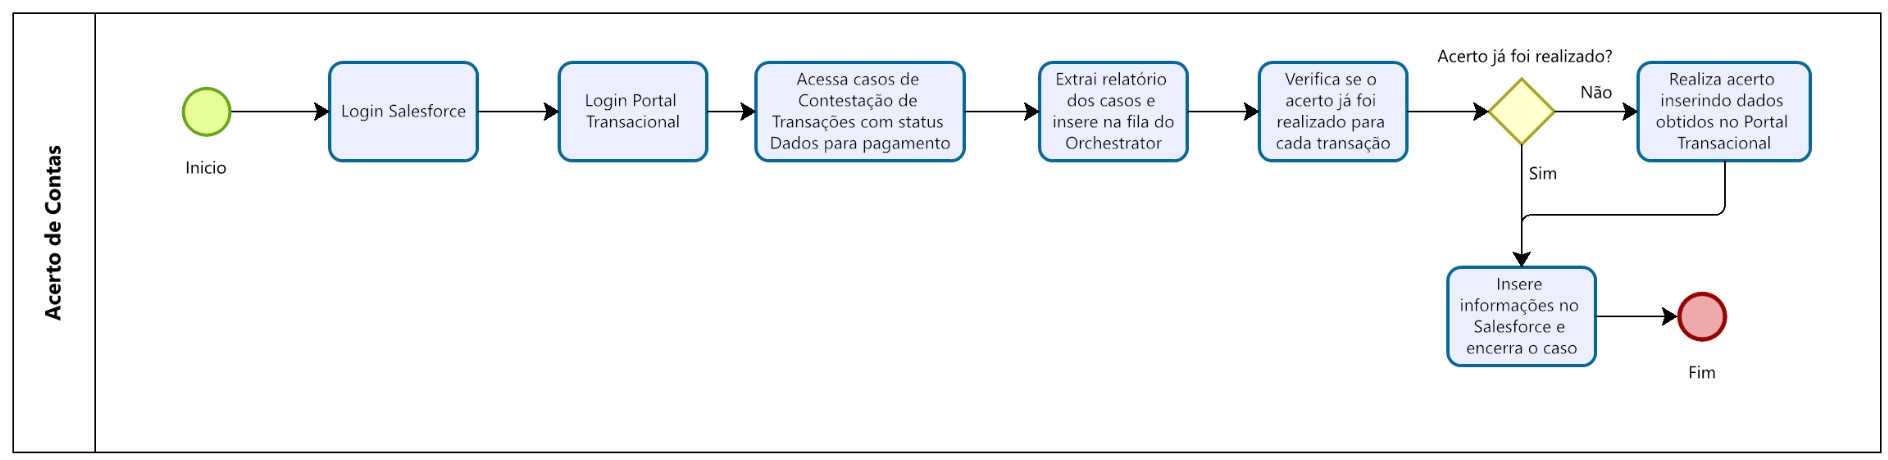 Acerto de Contas
Inicio
Login Salesforce
Login Portal
Transacional
Acessa casos de
Contestação de
Transações com status
Dados para pagamento
Extrai relatório
dos casos e
insere na fila do
Orchestrator
Verifica se o
acerto já foi
realizado para
cada transação
Acerto já foi realizado?
Não
Sim
Realiza acerto
inserindo dados
obtidos no Portal
Transacional
Insere
informações no
Salesforce e
encerra o caso
Fim